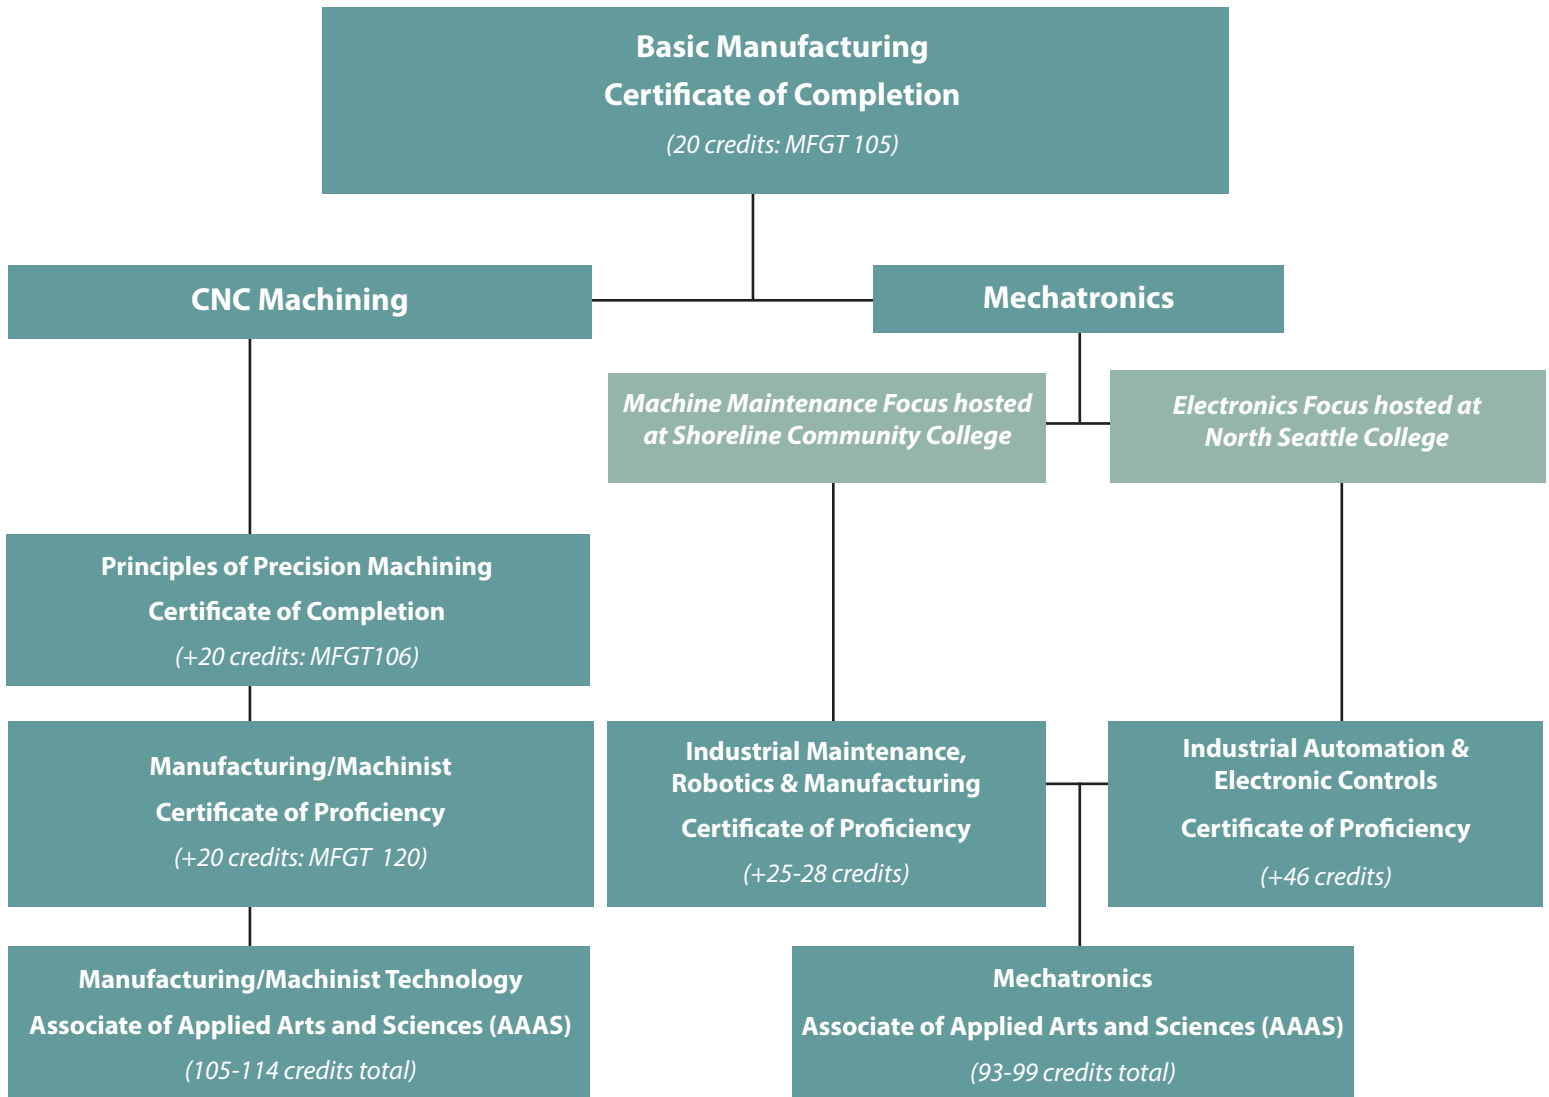 Basic Manufacturing
Certificate of Completion
(20 credits: MFGT 105)
CNC Machining
Mechatronics
Machine Maintenance Focus hosted
at Shoreline Community College
Electronics Focus hosted at
North Seattle College
Principles of Precision Machining
Certificate of Completion
(+20 credits: MFGT106)
Manufacturing/Machinist
Certificate of Proficiency
(+20 credits: MFGT 120)
Industrial Maintenance,
Robotics & Manufacturing
Certificate of Proficiency
(+25-28 credits)
Industrial Automation &
Electronic Controls
Certificate of Proficiency
(+46 credits)
Manufacturing/Machinist Technology
Associate of Applied Arts and Sciences (AAAS)
(105-114 credits total)
Mechatronics
Associate of Applied Arts and Sciences (AAAS)
(93-99 credits total)